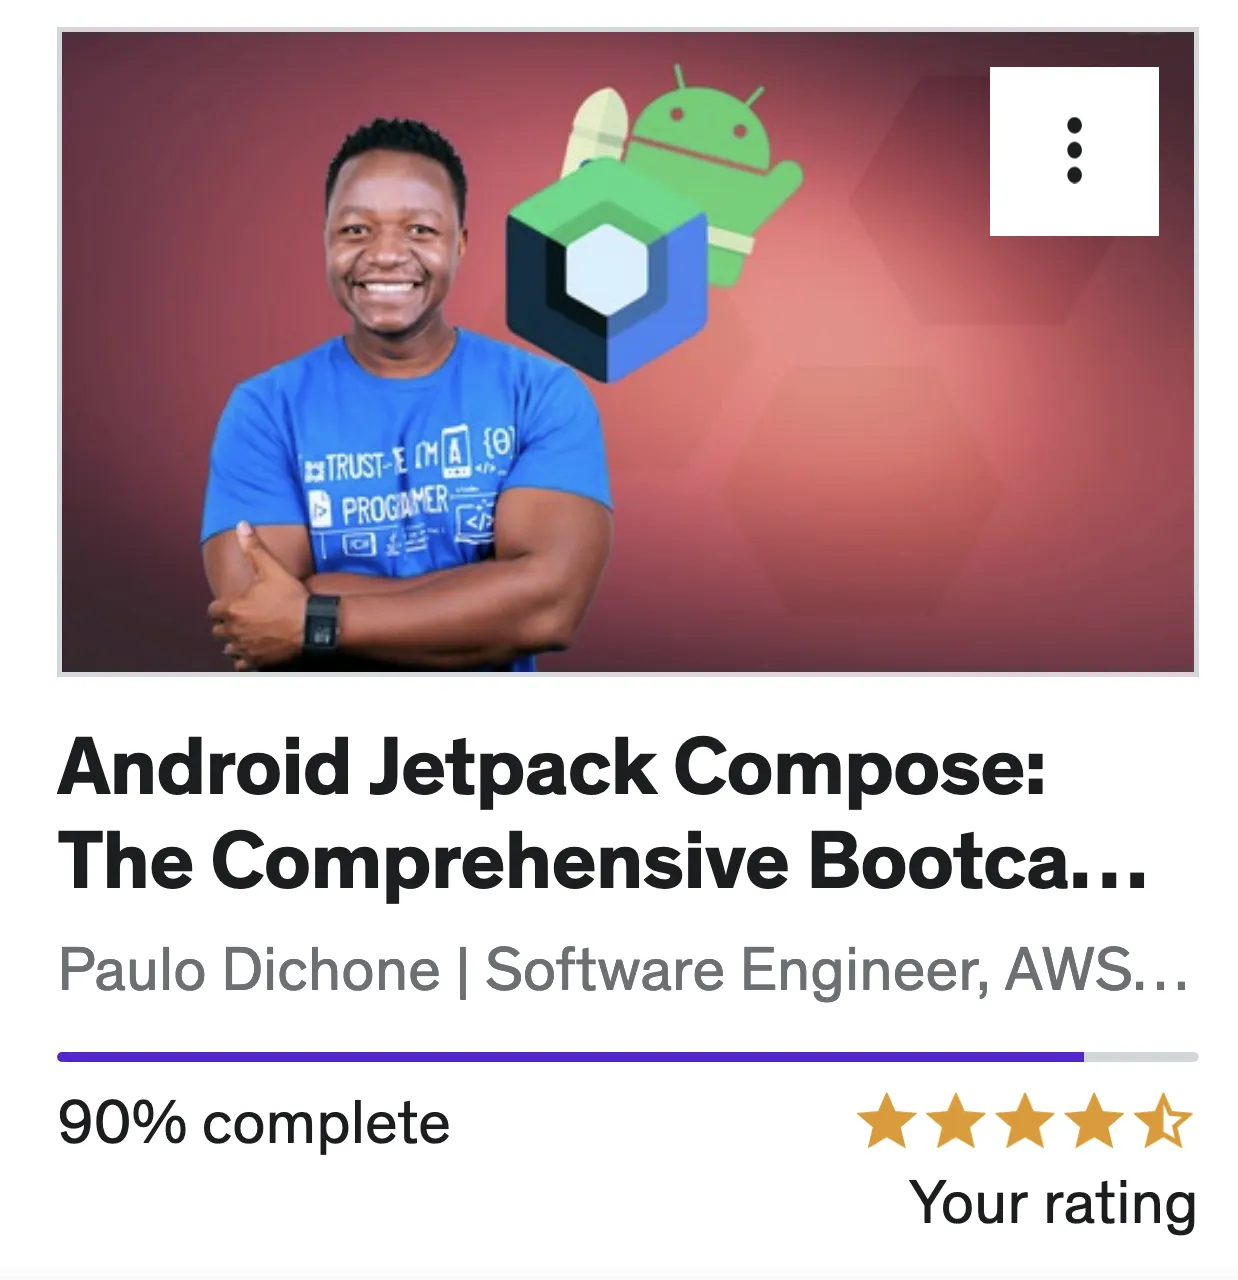 TRUST-ME I'M A {θ}
</>
</> PROGRAMMER
</>
Android Jetpack Compose:
The Comprehensive Bootca...
Paulo Dichone | Software Engineer, AWS...
90% complete
Your rating